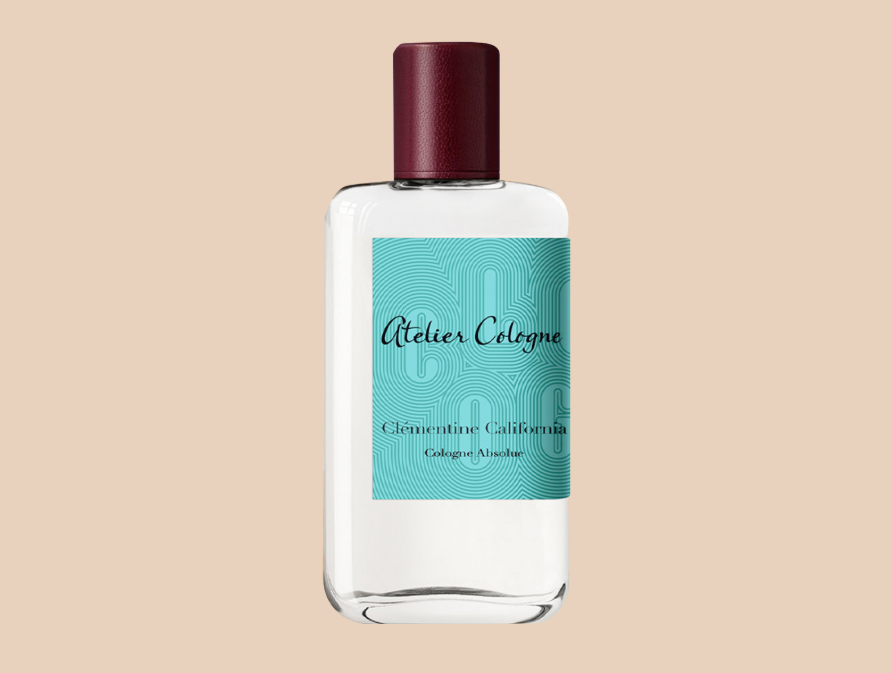 Atelier Cologne
Clémentine California
Cologne Absolue